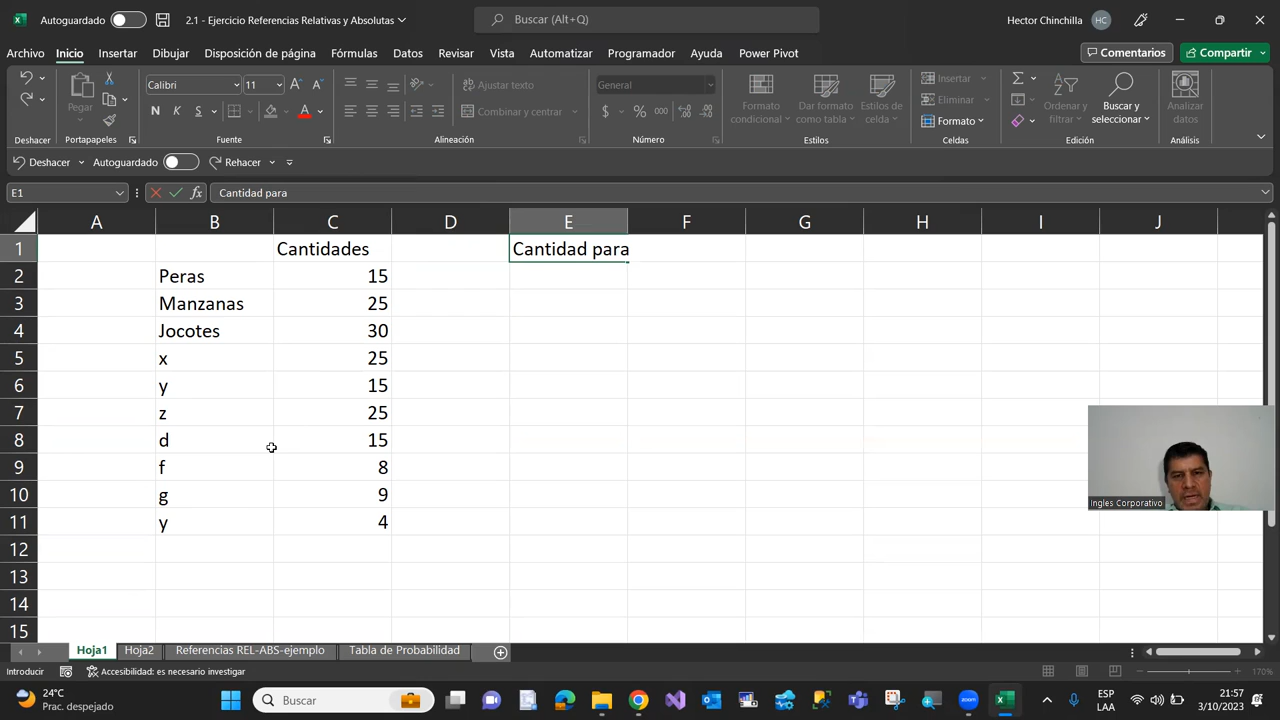 Autoguardado
2.1 - Ejercicio Referencias Relativas y Absolutas
Buscar (Alt+Q)
Hector Chinchilla
HC
Archivo Inicio Insertar Dibujar Disposición de página Fórmulas Datos Revisar Vista Automatizar Programador Ayuda Power Pivot
Comentarios
Compartir
Calibri 11
Ajustar texto
General
Insertar
Pegar
N K S
Combinar y centrar
$ % 000
Formato condicional
Dar formato como tabla
Estilos de celda
Eliminar
Formato
Ordenar y filtrar
Buscar y seleccionar
Analizar datos
Deshacer Portapapeles Fuente Alineación Número Estilos Celdas Edición Análisis
Deshacer Autoguardado Rehacer
E1 fx Cantidad para
A B C D E F G H I J
1 Cantidades Cantidad para
2 Peras 15
3 Manzanas 25
4 Jocotes 30
5 x 25
6 y 15
7 z 25
8 d 15
9 f 8
10 g 9
11 y 4
12
13
14
15
Ingles Corporativo
Hoja1 Hoja2 Referencias REL-ABS-ejemplo Tabla de Probabilidad
Introducir Accesibilidad: es necesario investigar 170%
24°C
Prac. despejado
Buscar
ESP
LAA
21:57
3/10/2023